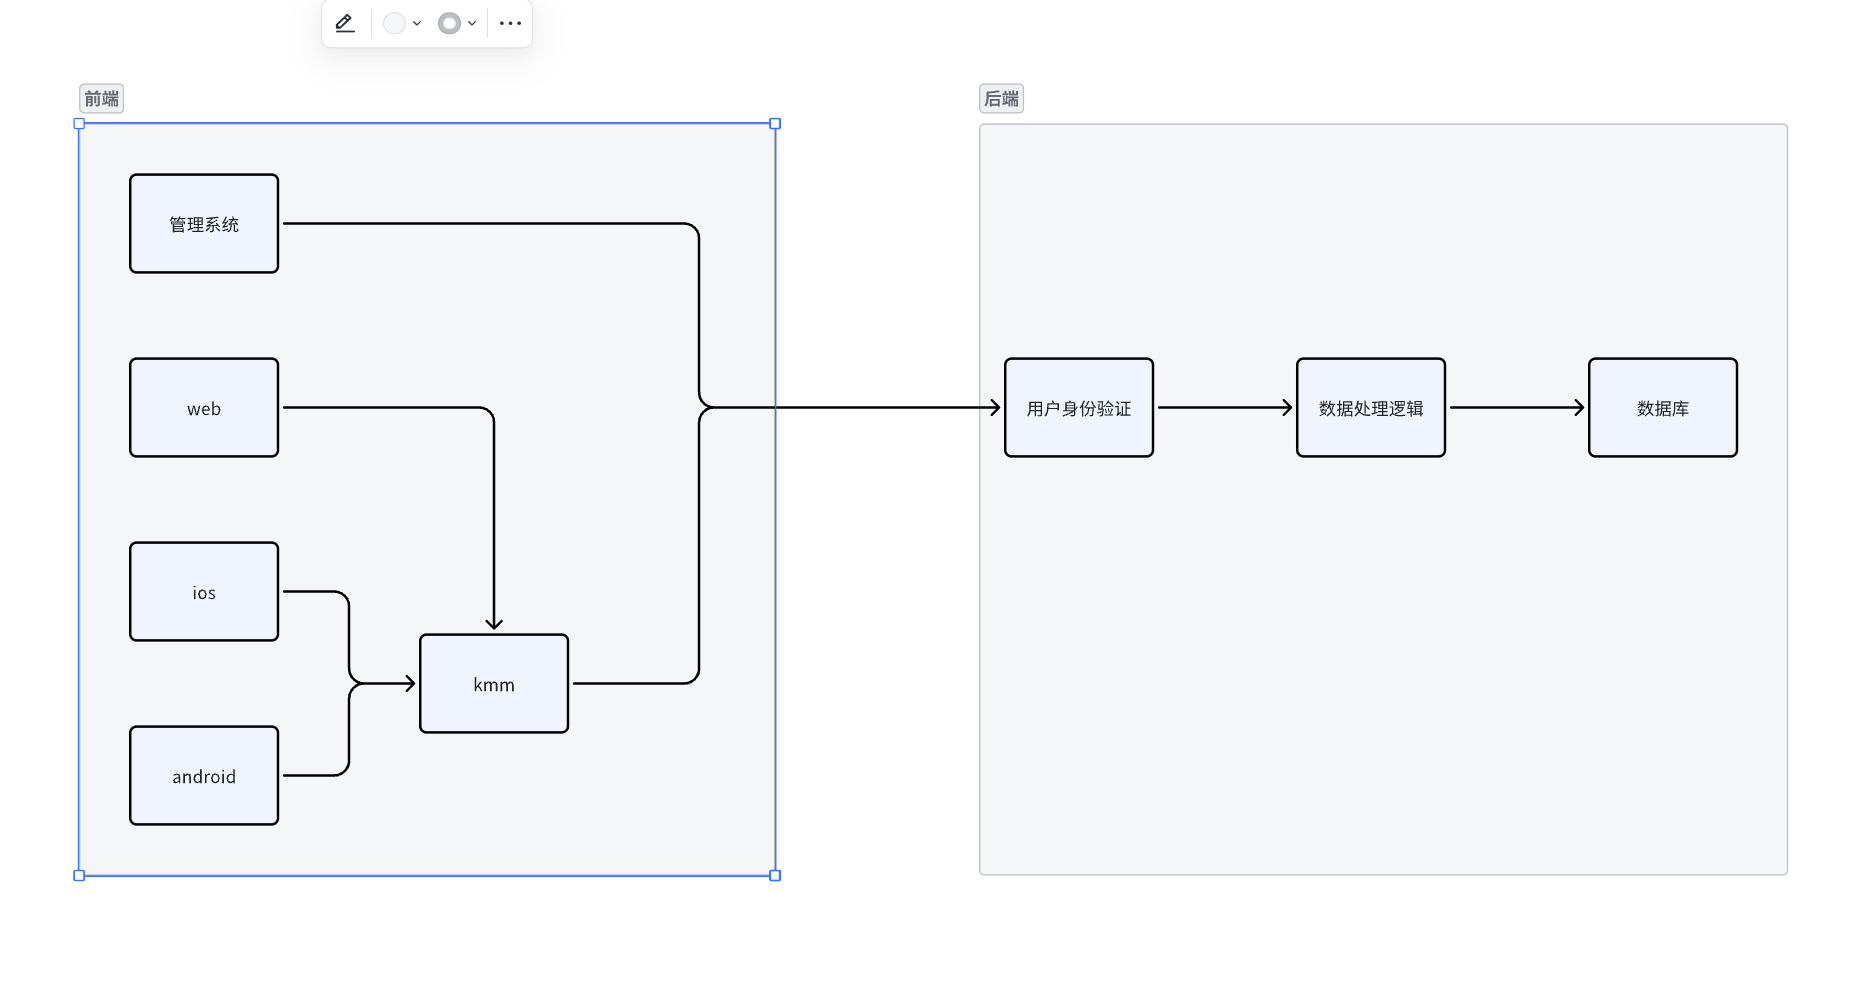 前端
管理系统
web
ios
android
kmm
后端
用户身份验证
数据处理逻辑
数据库